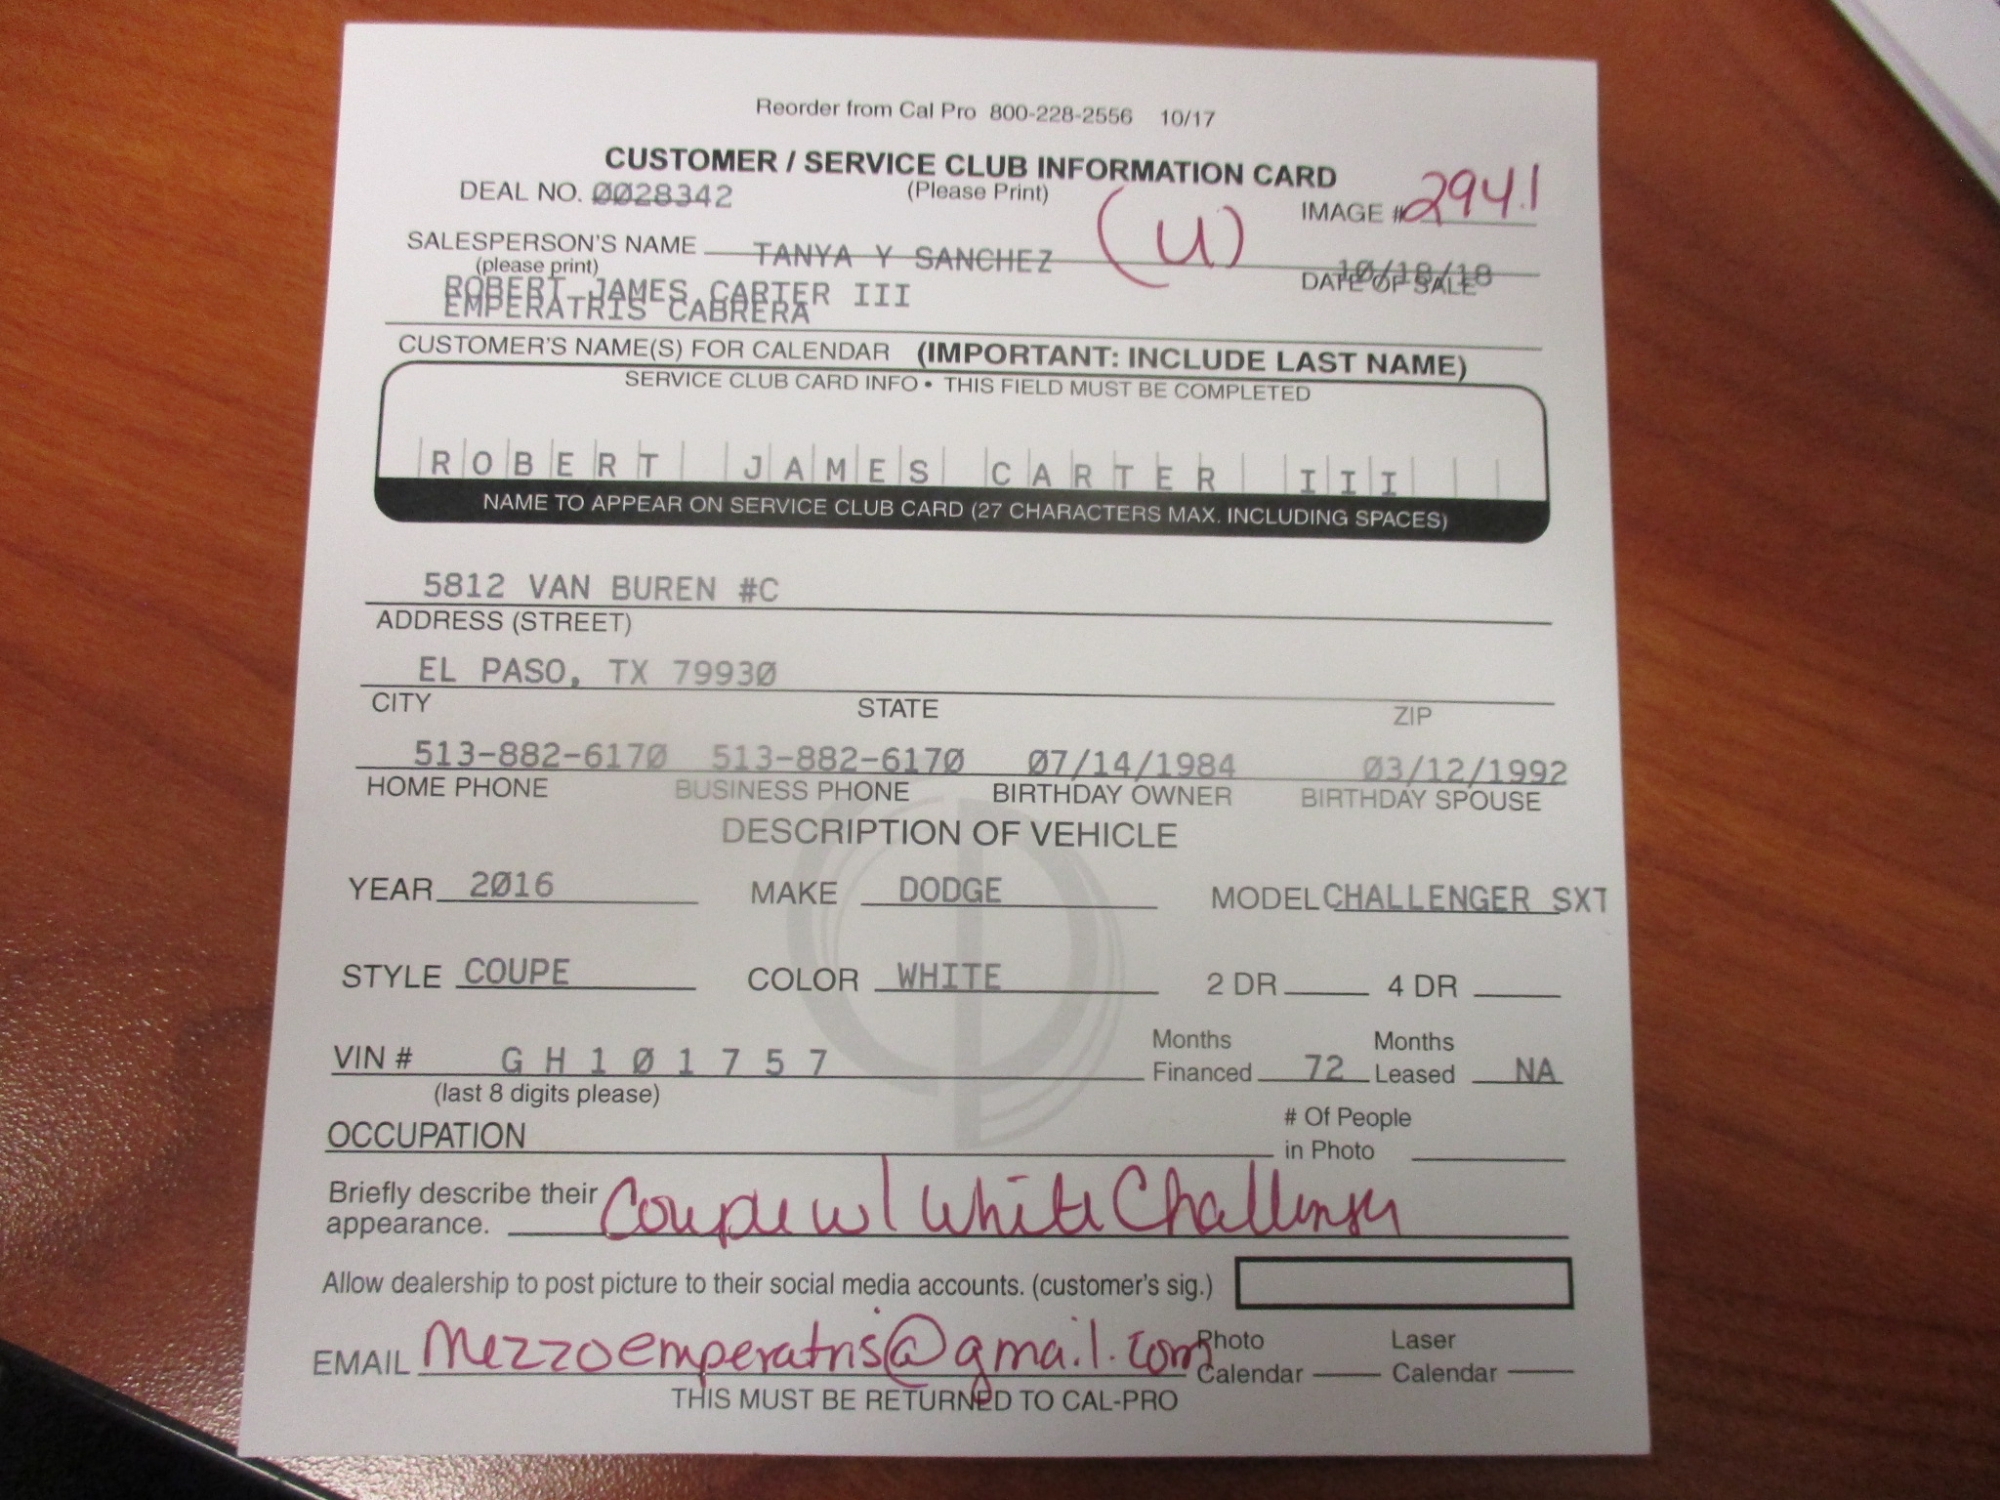 Reorder from Cal Pro 800-228-2556 10/17
CUSTOMER / SERVICE CLUB INFORMATION CARD
DEAL NO. 0028342 (Please Print) IMAGE # 294.1
(U)
SALESPERSON'S NAME TANYA Y SANCHEZ
(please print) DATE OF SALE 10/18/18
ROBERT JAMES CARTER III
EMPERATRIS CABRERA
CUSTOMER'S NAME(S) FOR CALENDAR (IMPORTANT: INCLUDE LAST NAME)
SERVICE CLUB CARD INFO • THIS FIELD MUST BE COMPLETED
ROBERT JAMES CARTER III
NAME TO APPEAR ON SERVICE CLUB CARD (27 CHARACTERS MAX. INCLUDING SPACES)
5812 VAN BUREN #C
ADDRESS (STREET)
EL PASO, TX 79930
CITY STATE ZIP
513-882-6170 513-882-6170 07/14/1984 03/12/1992
HOME PHONE BUSINESS PHONE BIRTHDAY OWNER BIRTHDAY SPOUSE
DESCRIPTION OF VEHICLE
YEAR 2016 MAKE DODGE MODEL CHALLENGER SXT
STYLE COUPE COLOR WHITE 2 DR 4 DR
VIN # G H 1 0 1 7 5 7 Months Financed 72 Months Leased NA
(last 8 digits please)
OCCUPATION # Of People in Photo
Briefly describe their appearance. Coupe w/ White Challenger
Allow dealership to post picture to their social media accounts. (customer's sig.)
EMAIL mezzoemperatris@gmail.com Photo Calendar Laser Calendar
THIS MUST BE RETURNED TO CAL-PRO